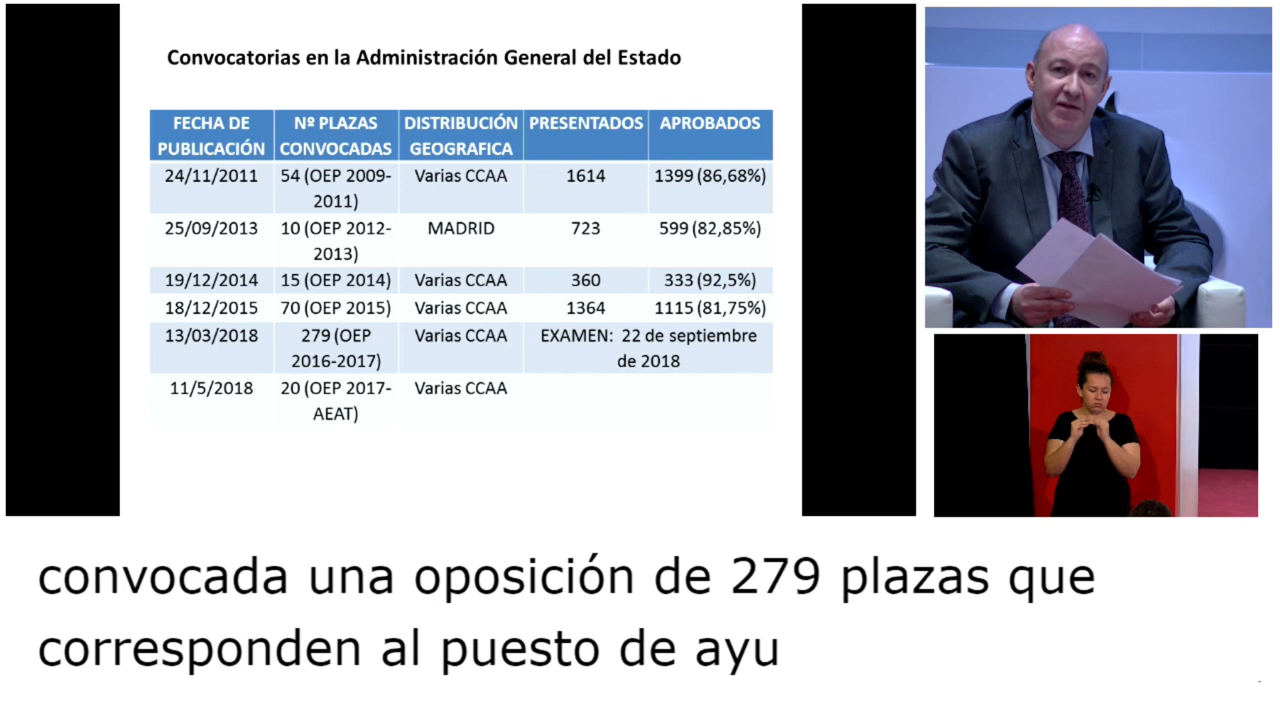 Convocatorias en la Administración General del Estado
FECHA DE PUBLICACIÓN Nº PLAZAS CONVOCADAS DISTRIBUCIÓN GEOGRAFICA PRESENTADOS APROBADOS
24/11/2011 54 (OEP 2009-2011) Varias CCAA 1614 1399 (86,68%)
25/09/2013 10 (OEP 2012-2013) MADRID 723 599 (82,85%)
19/12/2014 15 (OEP 2014) Varias CCAA 360 333 (92,5%)
18/12/2015 70 (OEP 2015) Varias CCAA 1364 1115 (81,75%)
13/03/2018 279 (OEP 2016-2017) Varias CCAA EXAMEN: 22 de septiembre de 2018
11/5/2018 20 (OEP 2017-AEAT) Varias CCAA
convocada una oposición de 279 plazas que
corresponden al puesto de ayu